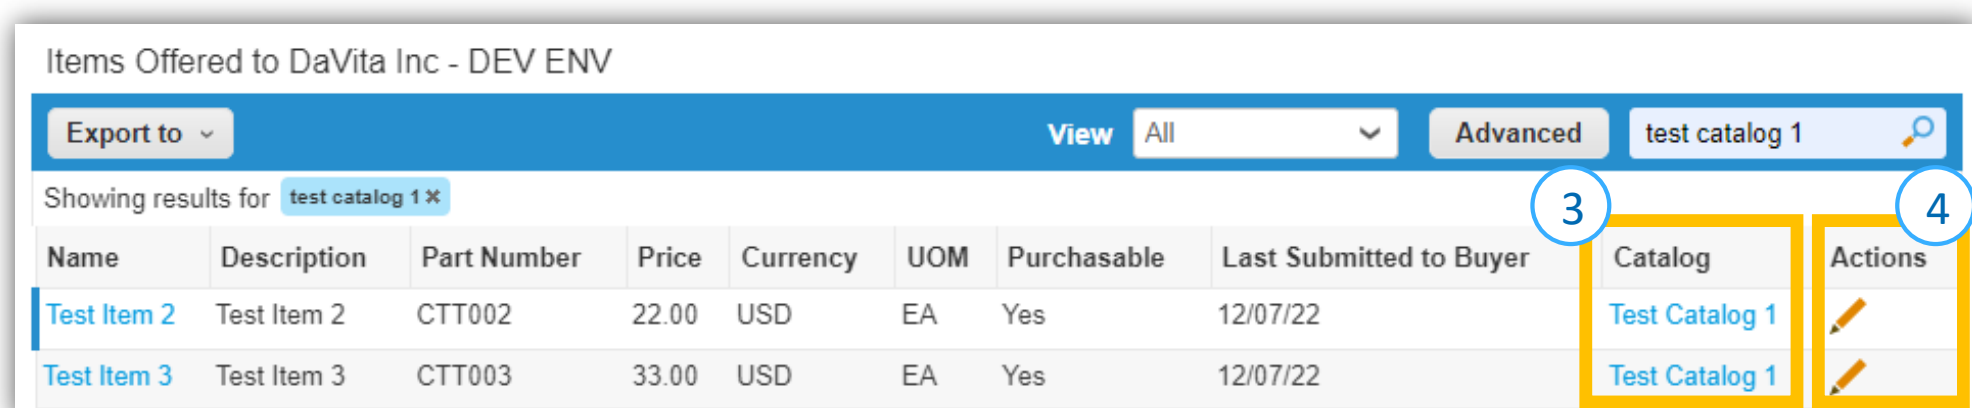 Items Offered to DaVita Inc - DEV ENV
Export to View All Advanced test catalog 1
Showing results for test catalog 1 ✖
3 4
Name Description Part Number Price Currency UOM Purchasable Last Submitted to Buyer Catalog Actions
Test Item 2 Test Item 2 CTT002 22.00 USD EA Yes 12/07/22 Test Catalog 1
Test Item 3 Test Item 3 CTT003 33.00 USD EA Yes 12/07/22 Test Catalog 1